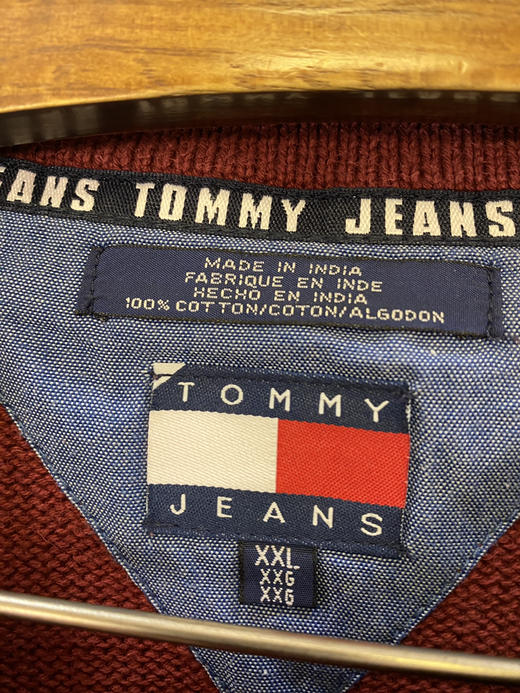 EANS TOMMY JEANS
MADE IN INDIA
FABRIQUE EN INDE
HECHO EN INDIA
100% COTTON/COTON/ALGODON
TOMMY
JEANS
XXL
XXG
XXG